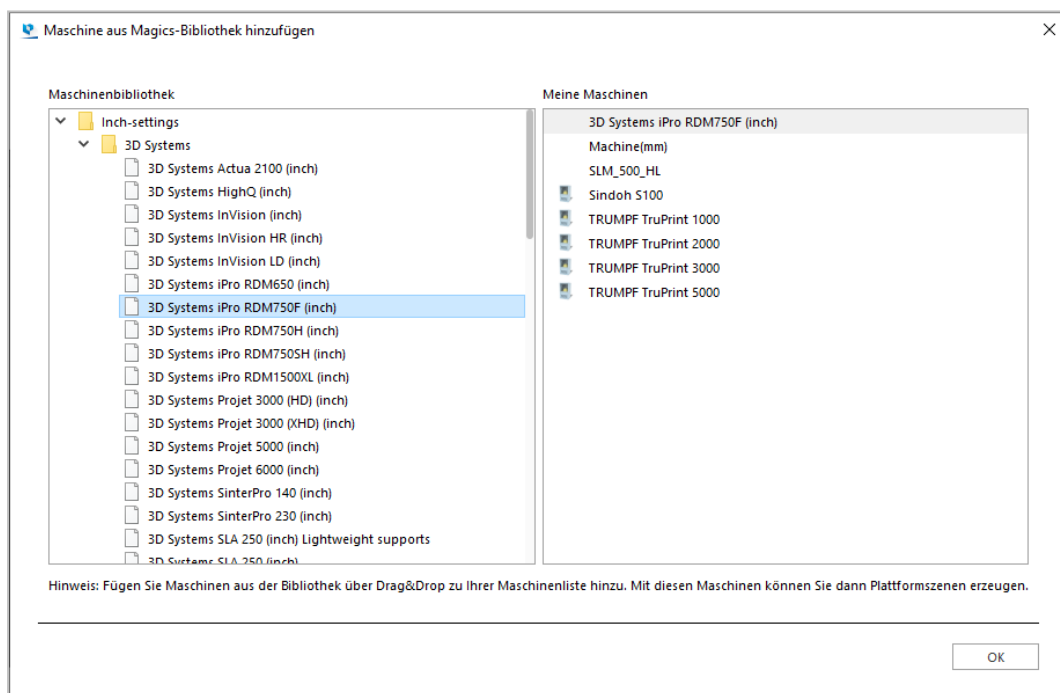 Maschine aus Magics-Bibliothek hinzufügen
Maschinenbibliothek
Inch-settings
3D Systems
3D Systems Actua 2100 (inch)
3D Systems HighQ (inch)
3D Systems InVision (inch)
3D Systems InVision HR (inch)
3D Systems InVision LD (inch)
3D Systems iPro RDM650 (inch)
3D Systems iPro RDM750F (inch)
3D Systems iPro RDM750H (inch)
3D Systems iPro RDM750SH (inch)
3D Systems iPro RDM1500XL (inch)
3D Systems Projet 3000 (HD) (inch)
3D Systems Projet 3000 (XHD) (inch)
3D Systems Projet 5000 (inch)
3D Systems Projet 6000 (inch)
3D Systems SinterPro 140 (inch)
3D Systems SinterPro 230 (inch)
3D Systems SLA 250 (inch) Lightweight supports
3D Systems SLA 250 (inch)
Meine Maschinen
3D Systems iPro RDM750F (inch)
Machine(mm)
SLM_500_HL
Sindoh S100
TRUMPF TruPrint 1000
TRUMPF TruPrint 2000
TRUMPF TruPrint 3000
TRUMPF TruPrint 5000
Hinweis: Fügen Sie Maschinen aus der Bibliothek über Drag&Drop zu Ihrer Maschinenliste hinzu. Mit diesen Maschinen können Sie dann Plattformszenen erzeugen.
OK